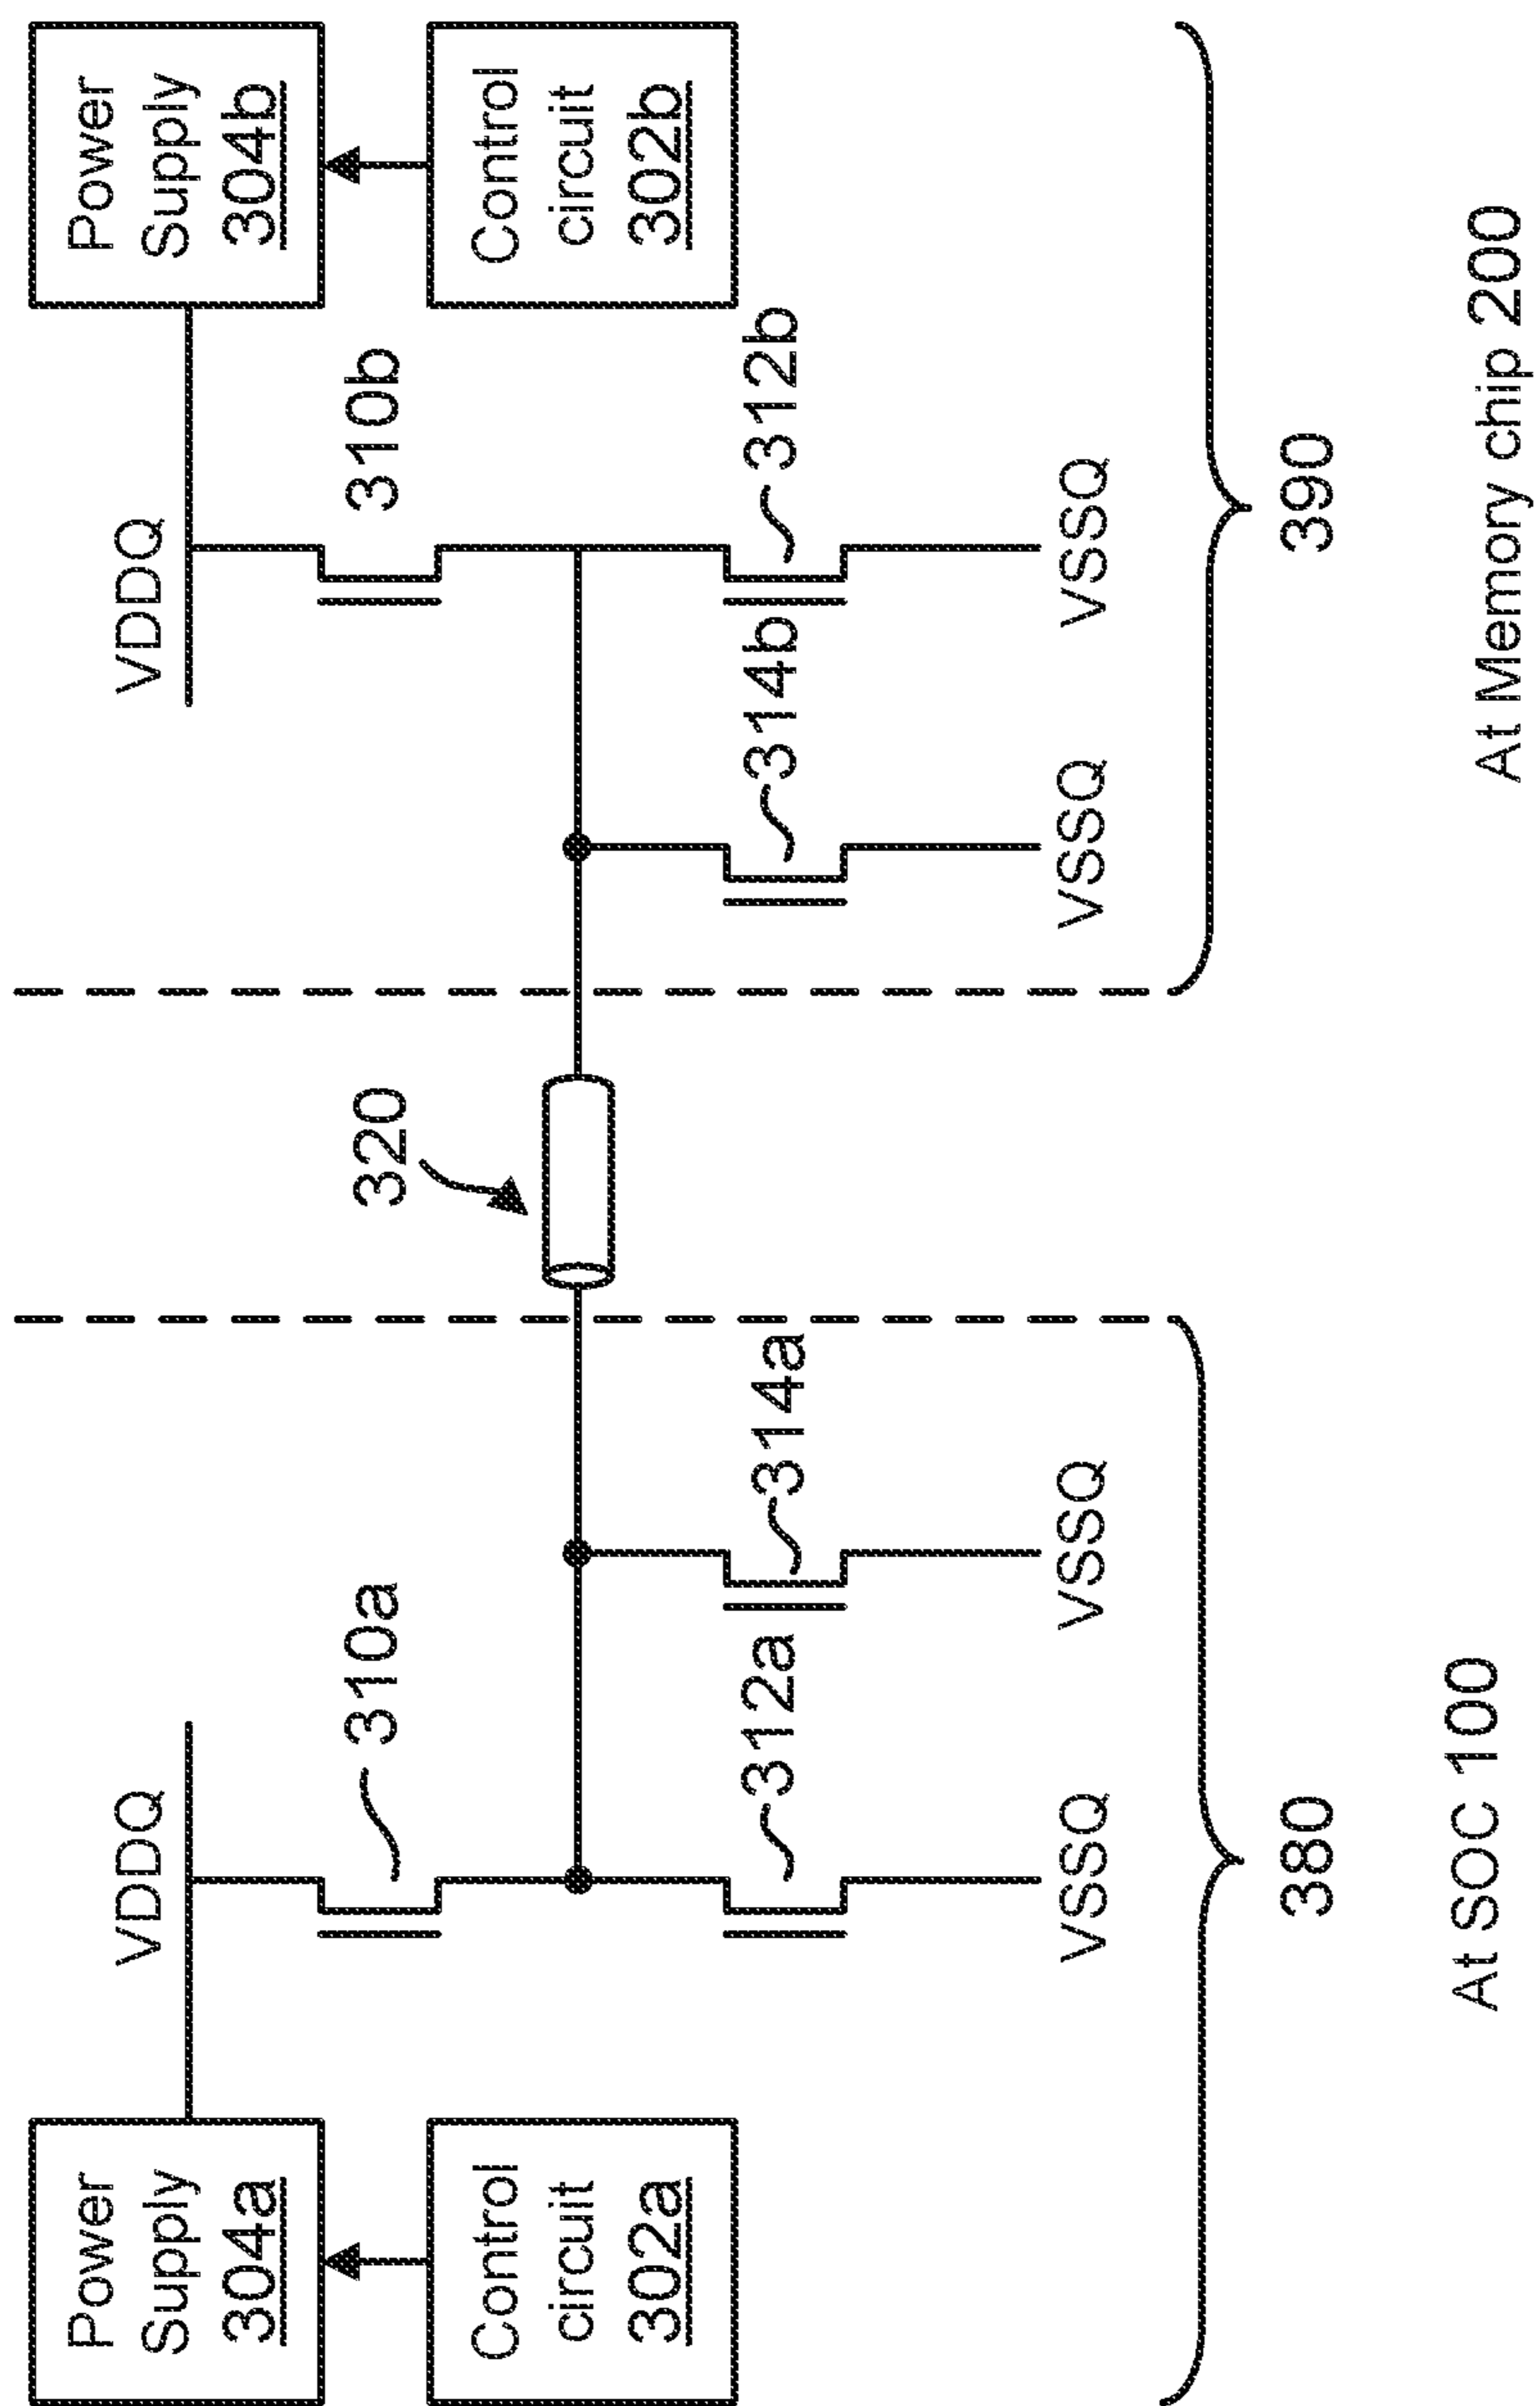 Power
Supply
304a
Control
circuit
302a
VDDQ
310a
312a
314a
VSSQ
VSSQ
380
At SOC 100
320
VDDQ
310b
314b
312b
VSSQ
VSSQ
Power
Supply
304b
Control
circuit
302b
390
At Memory chip 200